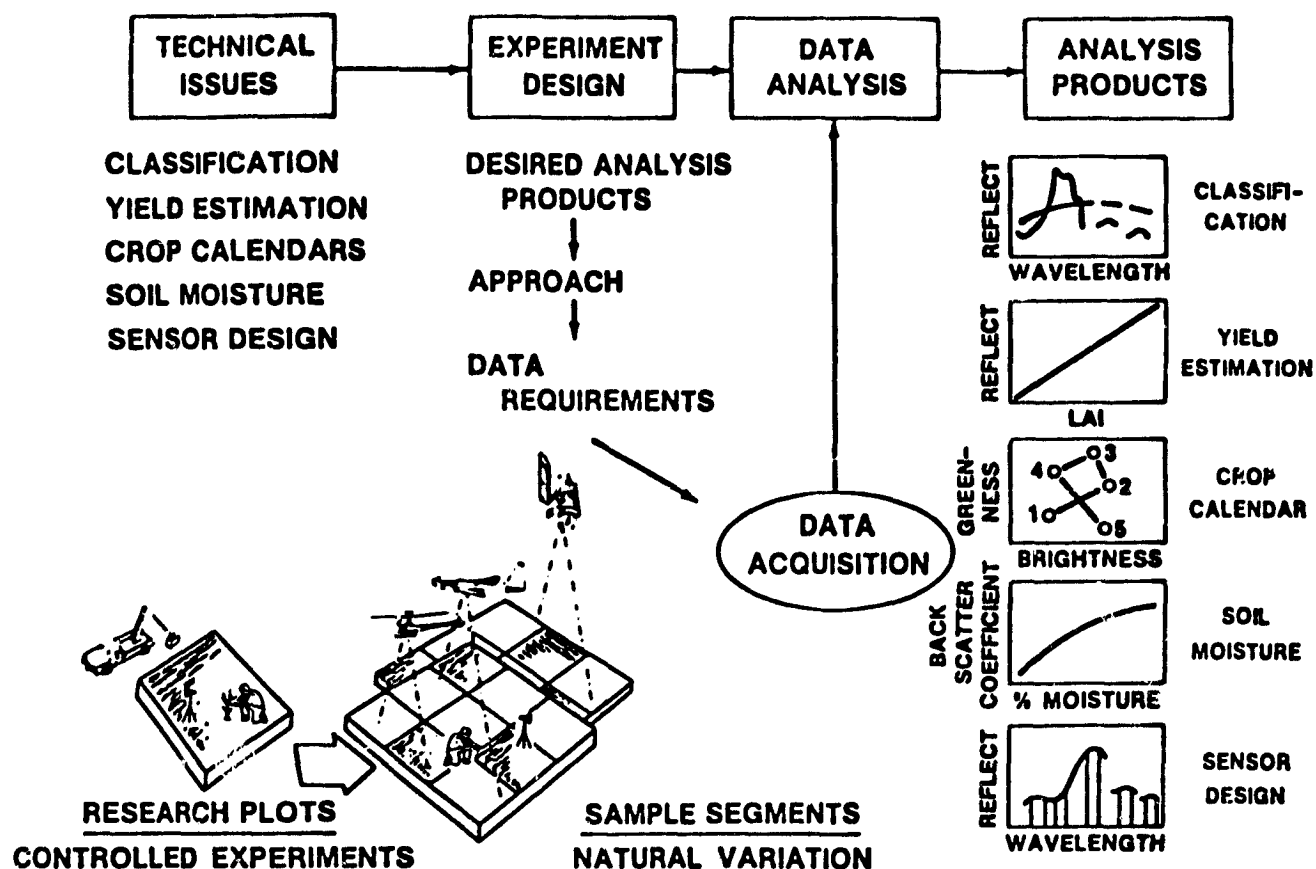 TECHNICAL
ISSUES
EXPERIMENT
DESIGN
DATA
ANALYSIS
ANALYSIS
PRODUCTS
CLASSIFICATION
YIELD ESTIMATION
CROP CALENDARS
SOIL MOISTURE
SENSOR DESIGN
DESIRED ANALYSIS
PRODUCTS
APPROACH
DATA
REQUIREMENTS
DATA
ACQUISITION
REFLECT
WAVELENGTH
CLASSIFI-
CATION
REFLECT
LAI
YIELD
ESTIMATION
GREEN-
NESS
4
3
2
1
5
BRIGHTNESS
CROP
CALENDAR
BACK
SCATTER
COEFFICIENT
% MOISTURE
SOIL
MOISTURE
REFLECT
WAVELENGTH
SENSOR
DESIGN
RESEARCH PLOTS
CONTROLLED EXPERIMENTS
SAMPLE SEGMENTS
NATURAL VARIATION